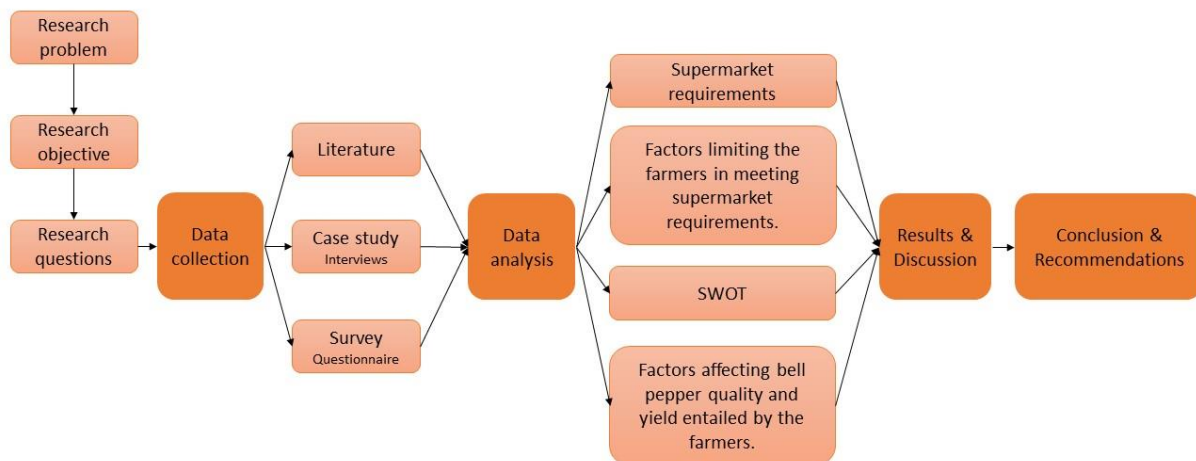 Research
problem
Research
objective
Research
questions
Data
collection
Literature
Case study
Interviews
Survey
Questionnaire
Data
analysis
Supermarket
requirements
Factors limiting the
farmers in meeting
supermarket
requirements.
SWOT
Factors affecting bell
pepper quality and
yield entailed by the
farmers.
Results &
Discussion
Conclusion &
Recommendations